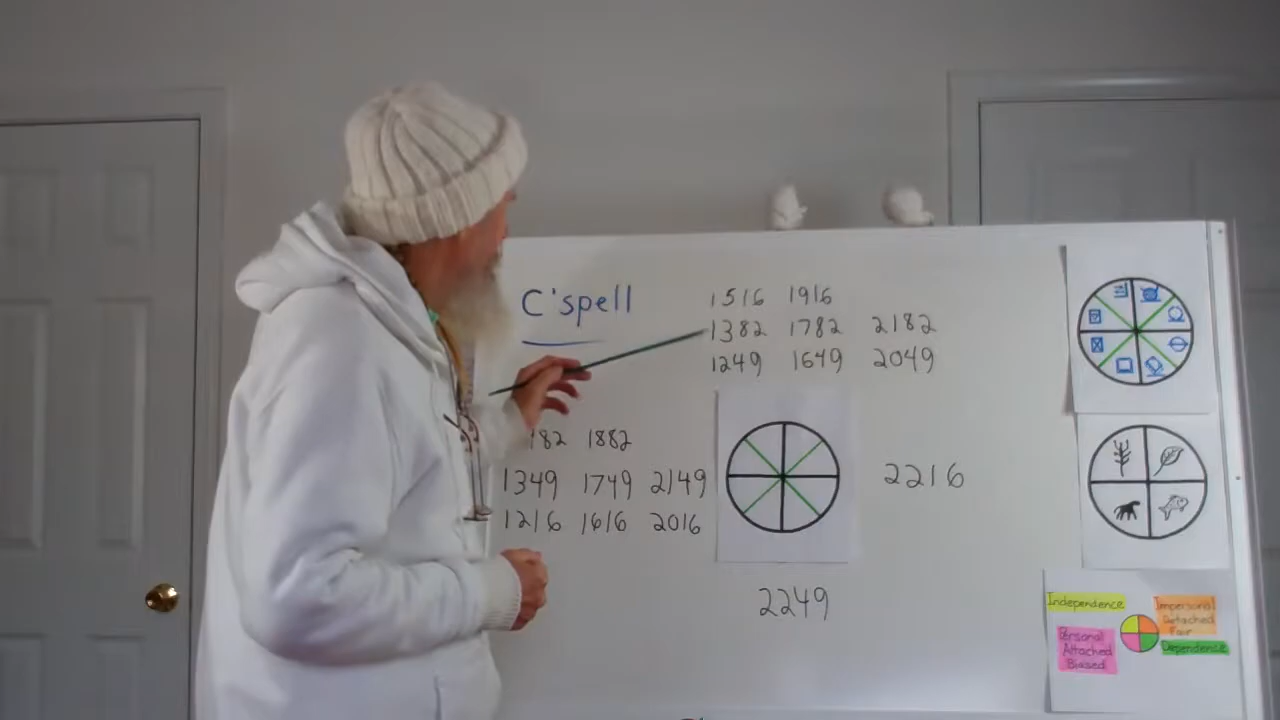 C'spell
1516 1916
1382 1782 2182
1249 1649 2049
1882
1349 1749 2149
1216 1616 2016
2216
2249
Independence
Impersonal
Detached
Fair
Personal
Attached
Biased
Dependence